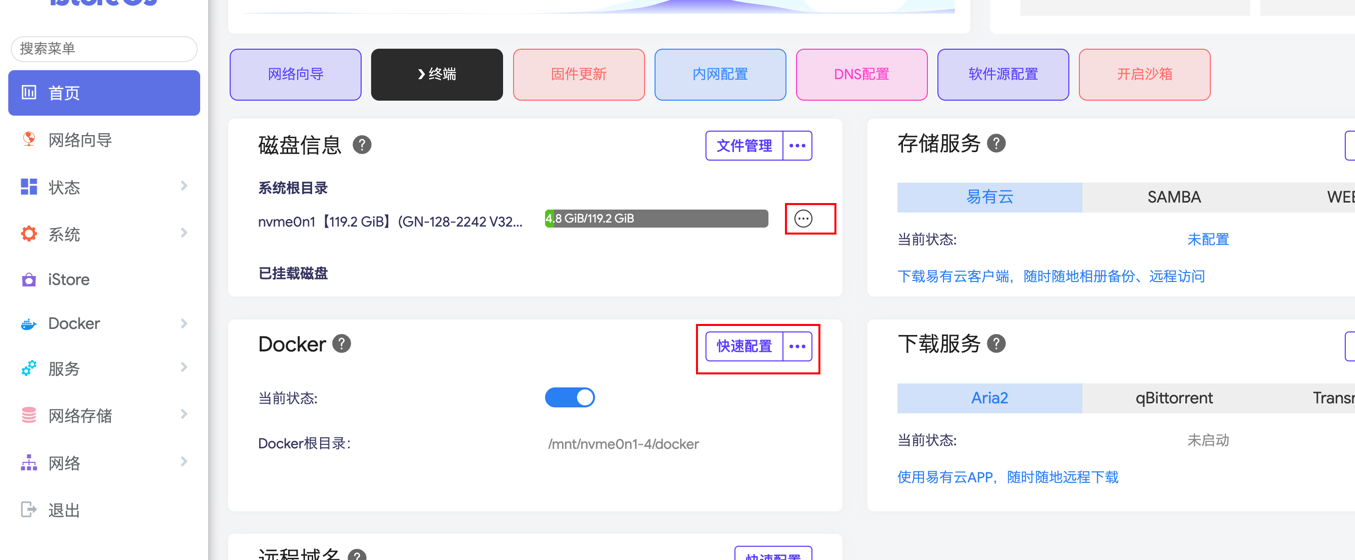 iStoreOS
搜索菜单
首页
网络向导
状态
系统
iStore
Docker
服务
网络存储
网络
退出
网络向导
❯ 终端
固件更新
内网配置
DNS配置
软件源配置
开启沙箱
磁盘信息 ?
文件管理 •••
系统根目录
nvme0n1【119.2 GiB】(GN-128-2242 V32...
4.8 GiB/119.2 GiB
已挂载磁盘
存储服务 ?
易有云
SAMBA
当前状态:
未配置
下载易有云客户端，随时随地相册备份、远程访问
Docker ?
快速配置 •••
当前状态:
Docker根目录:
/mnt/nvme0n1-4/docker
下载服务 ?
Aria2
qBittorrent
当前状态:
未启动
使用易有云APP，随时随地远程下载
远程域名 ?
快速配置